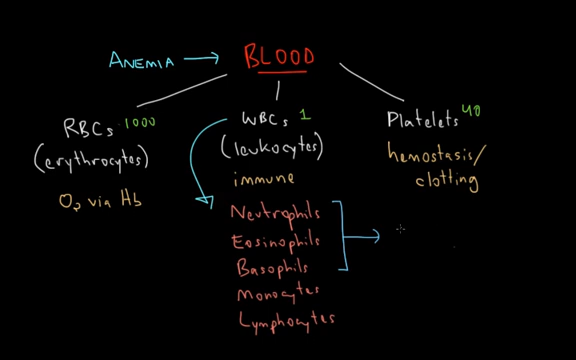 ANEMIA → BLOOD
RBCs 1000
(erythrocytes)
O₂ via Hb
WBCs 1
(leukocytes)
immune
Neutrophils
Eosinophils
Basophils
Monocytes
Lymphocytes
Platelets 40
hemostasis/
clotting